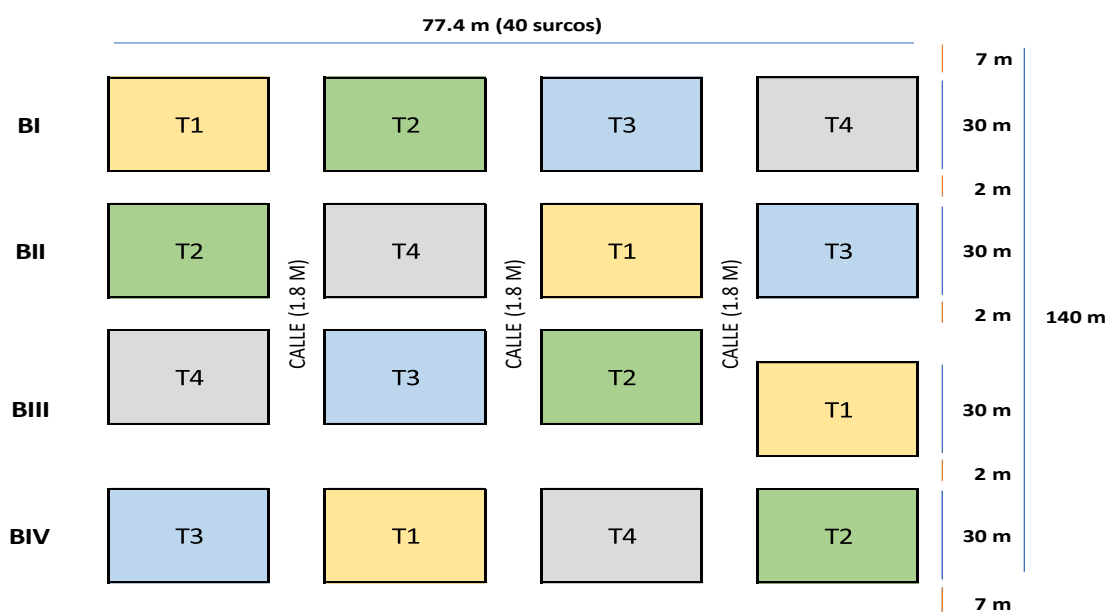 77.4 m (40 surcos)
7 m
BI
T1
T2
T3
T4
30 m
2 m
BII
T2
T4
T1
T3
30 m
CALLE (1.8 M)
CALLE (1.8 M)
CALLE (1.8 M)
2 m
140 m
BIII
T4
T3
T2
T1
30 m
2 m
BIV
T3
T1
T4
T2
30 m
7 m